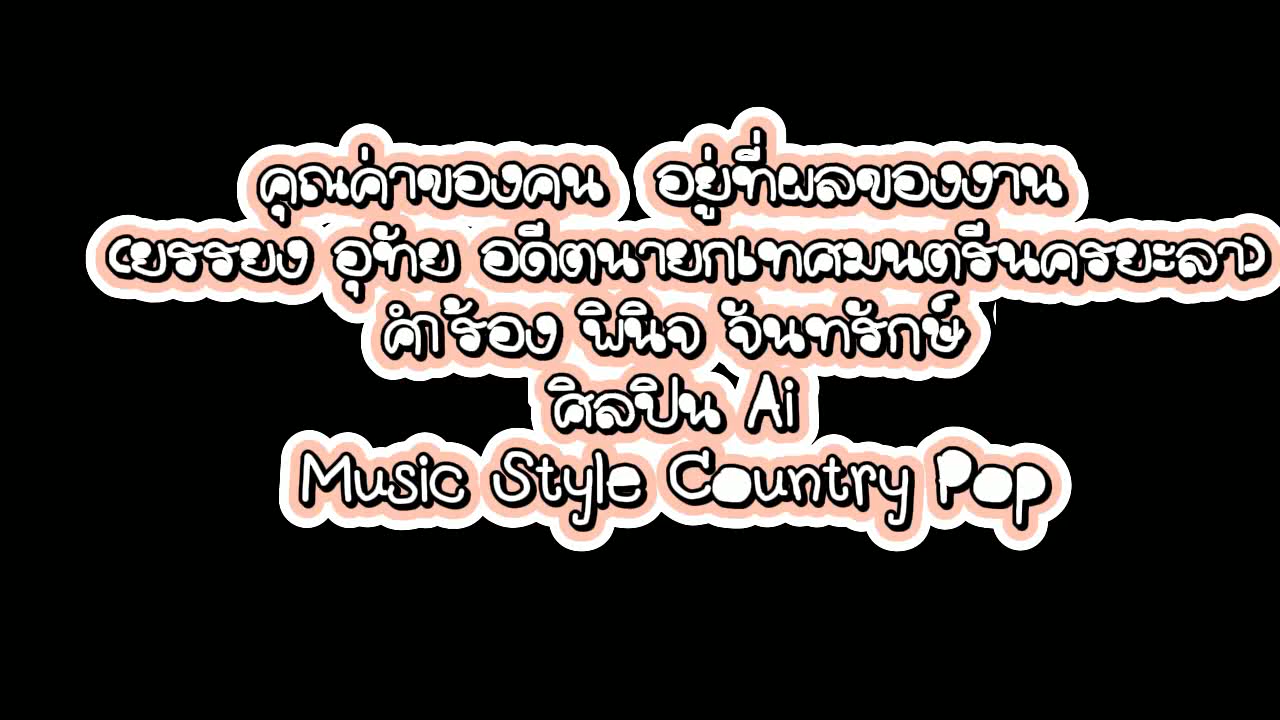 คุณค่าของคน อยู่ที่ผลของงาน
(ยรรยง อุทัย อดีตนายกเทศมนตรีนครยะลา)
คำร้อง พินิจ จันทรักษ์
ศิลปิน Ai
Music Style Country Pop